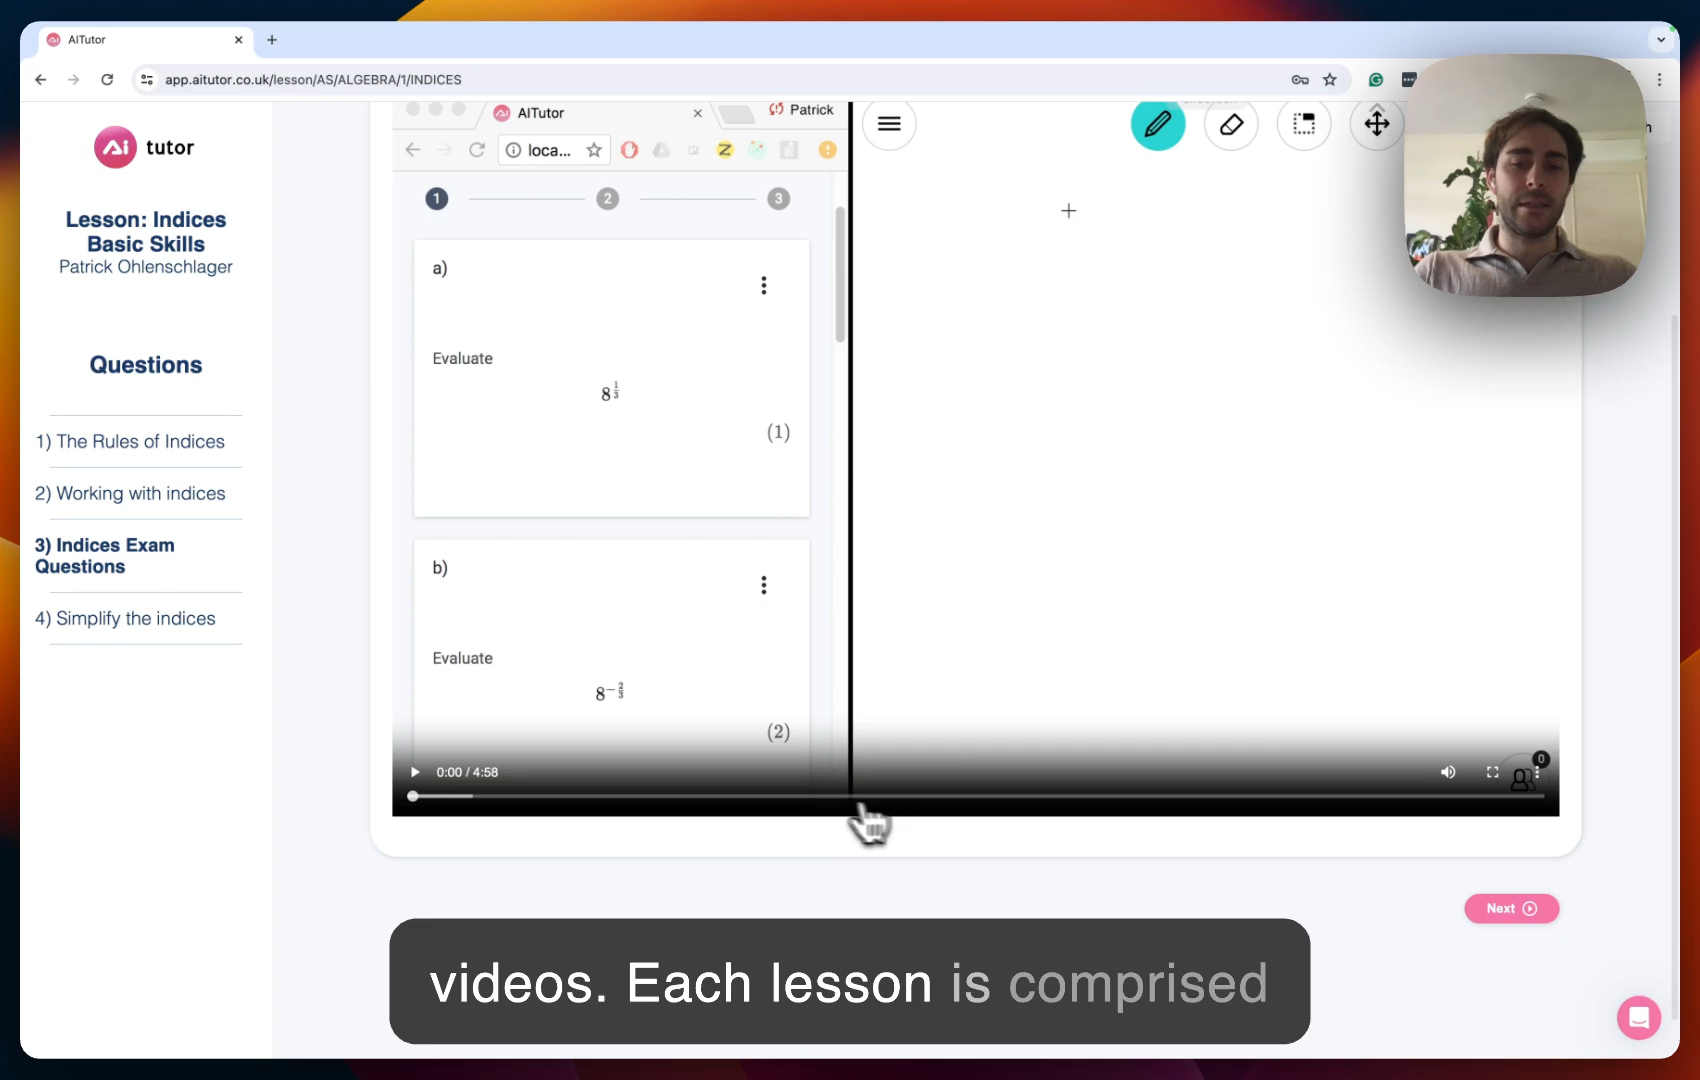 AITutor
app.aitutor.co.uk/lesson/AS/ALGEBRA/1/INDICES
Ai tutor
Lesson: Indices
Basic Skills
Patrick Ohlenschlager
Questions
1) The Rules of Indices
2) Working with indices
3) Indices Exam
Questions
4) Simplify the indices
AITutor
Patrick
loca...
1
2
3
a)
Evaluate
8^{1/3}
(1)
b)
Evaluate
8^{-2/3}
(2)
0:00 / 4:58
0
Next
videos. Each lesson is comprised